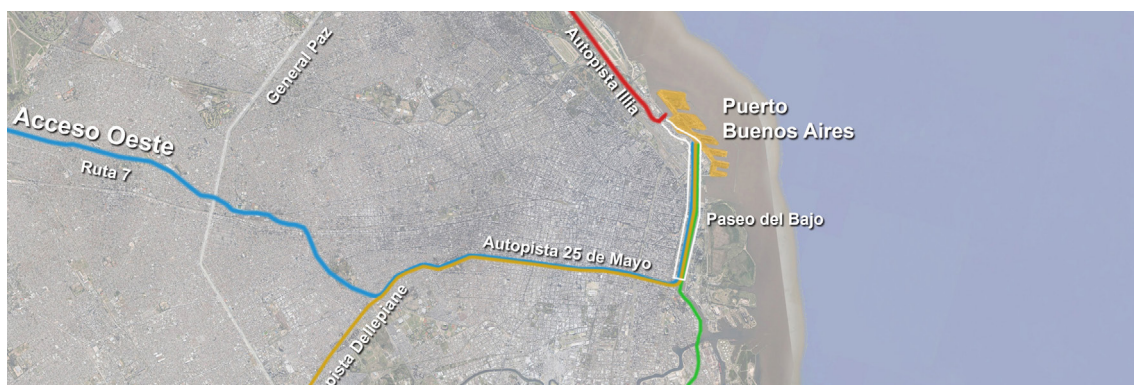 General Paz
Autopista Illia
Puerto
Buenos Aires
Acceso Oeste
Ruta 7
Paseo del Bajo
Autopista 25 de Mayo
pista Dellepiane